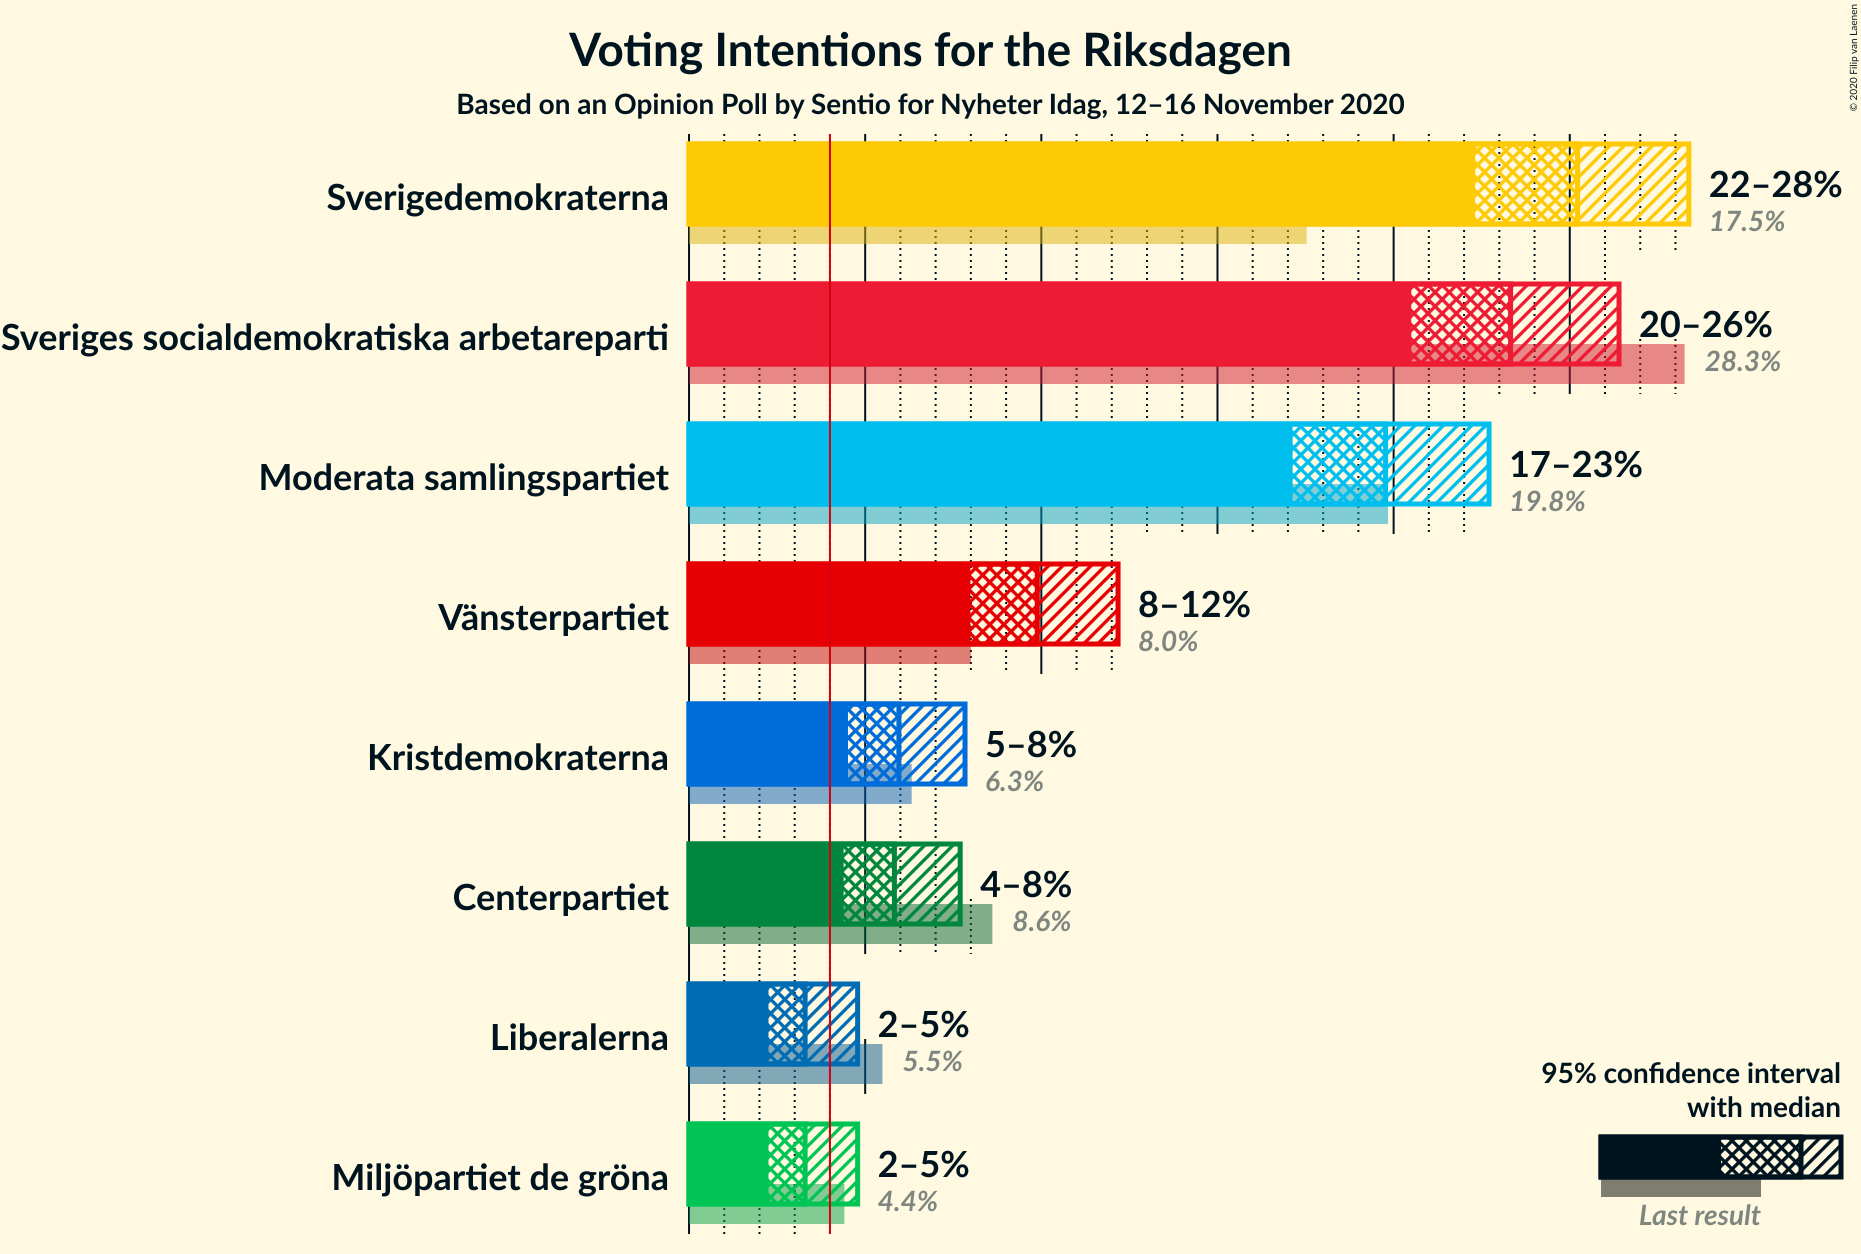 Voting Intentions for the Riksdagen
Based on an Opinion Poll by Sentio for Nyheter Idag, 12–16 November 2020
© 2020 Filip van Laenen
Sverigedemokraterna
22–28%
17.5%
Sveriges socialdemokratiska arbetareparti
20–26%
28.3%
Moderata samlingspartiet
17–23%
19.8%
Vänsterpartiet
8–12%
8.0%
Kristdemokraterna
5–8%
6.3%
Centerpartiet
4–8%
8.6%
Liberalerna
2–5%
5.5%
Miljöpartiet de gröna
2–5%
4.4%
95% confidence interval
with median
Last result